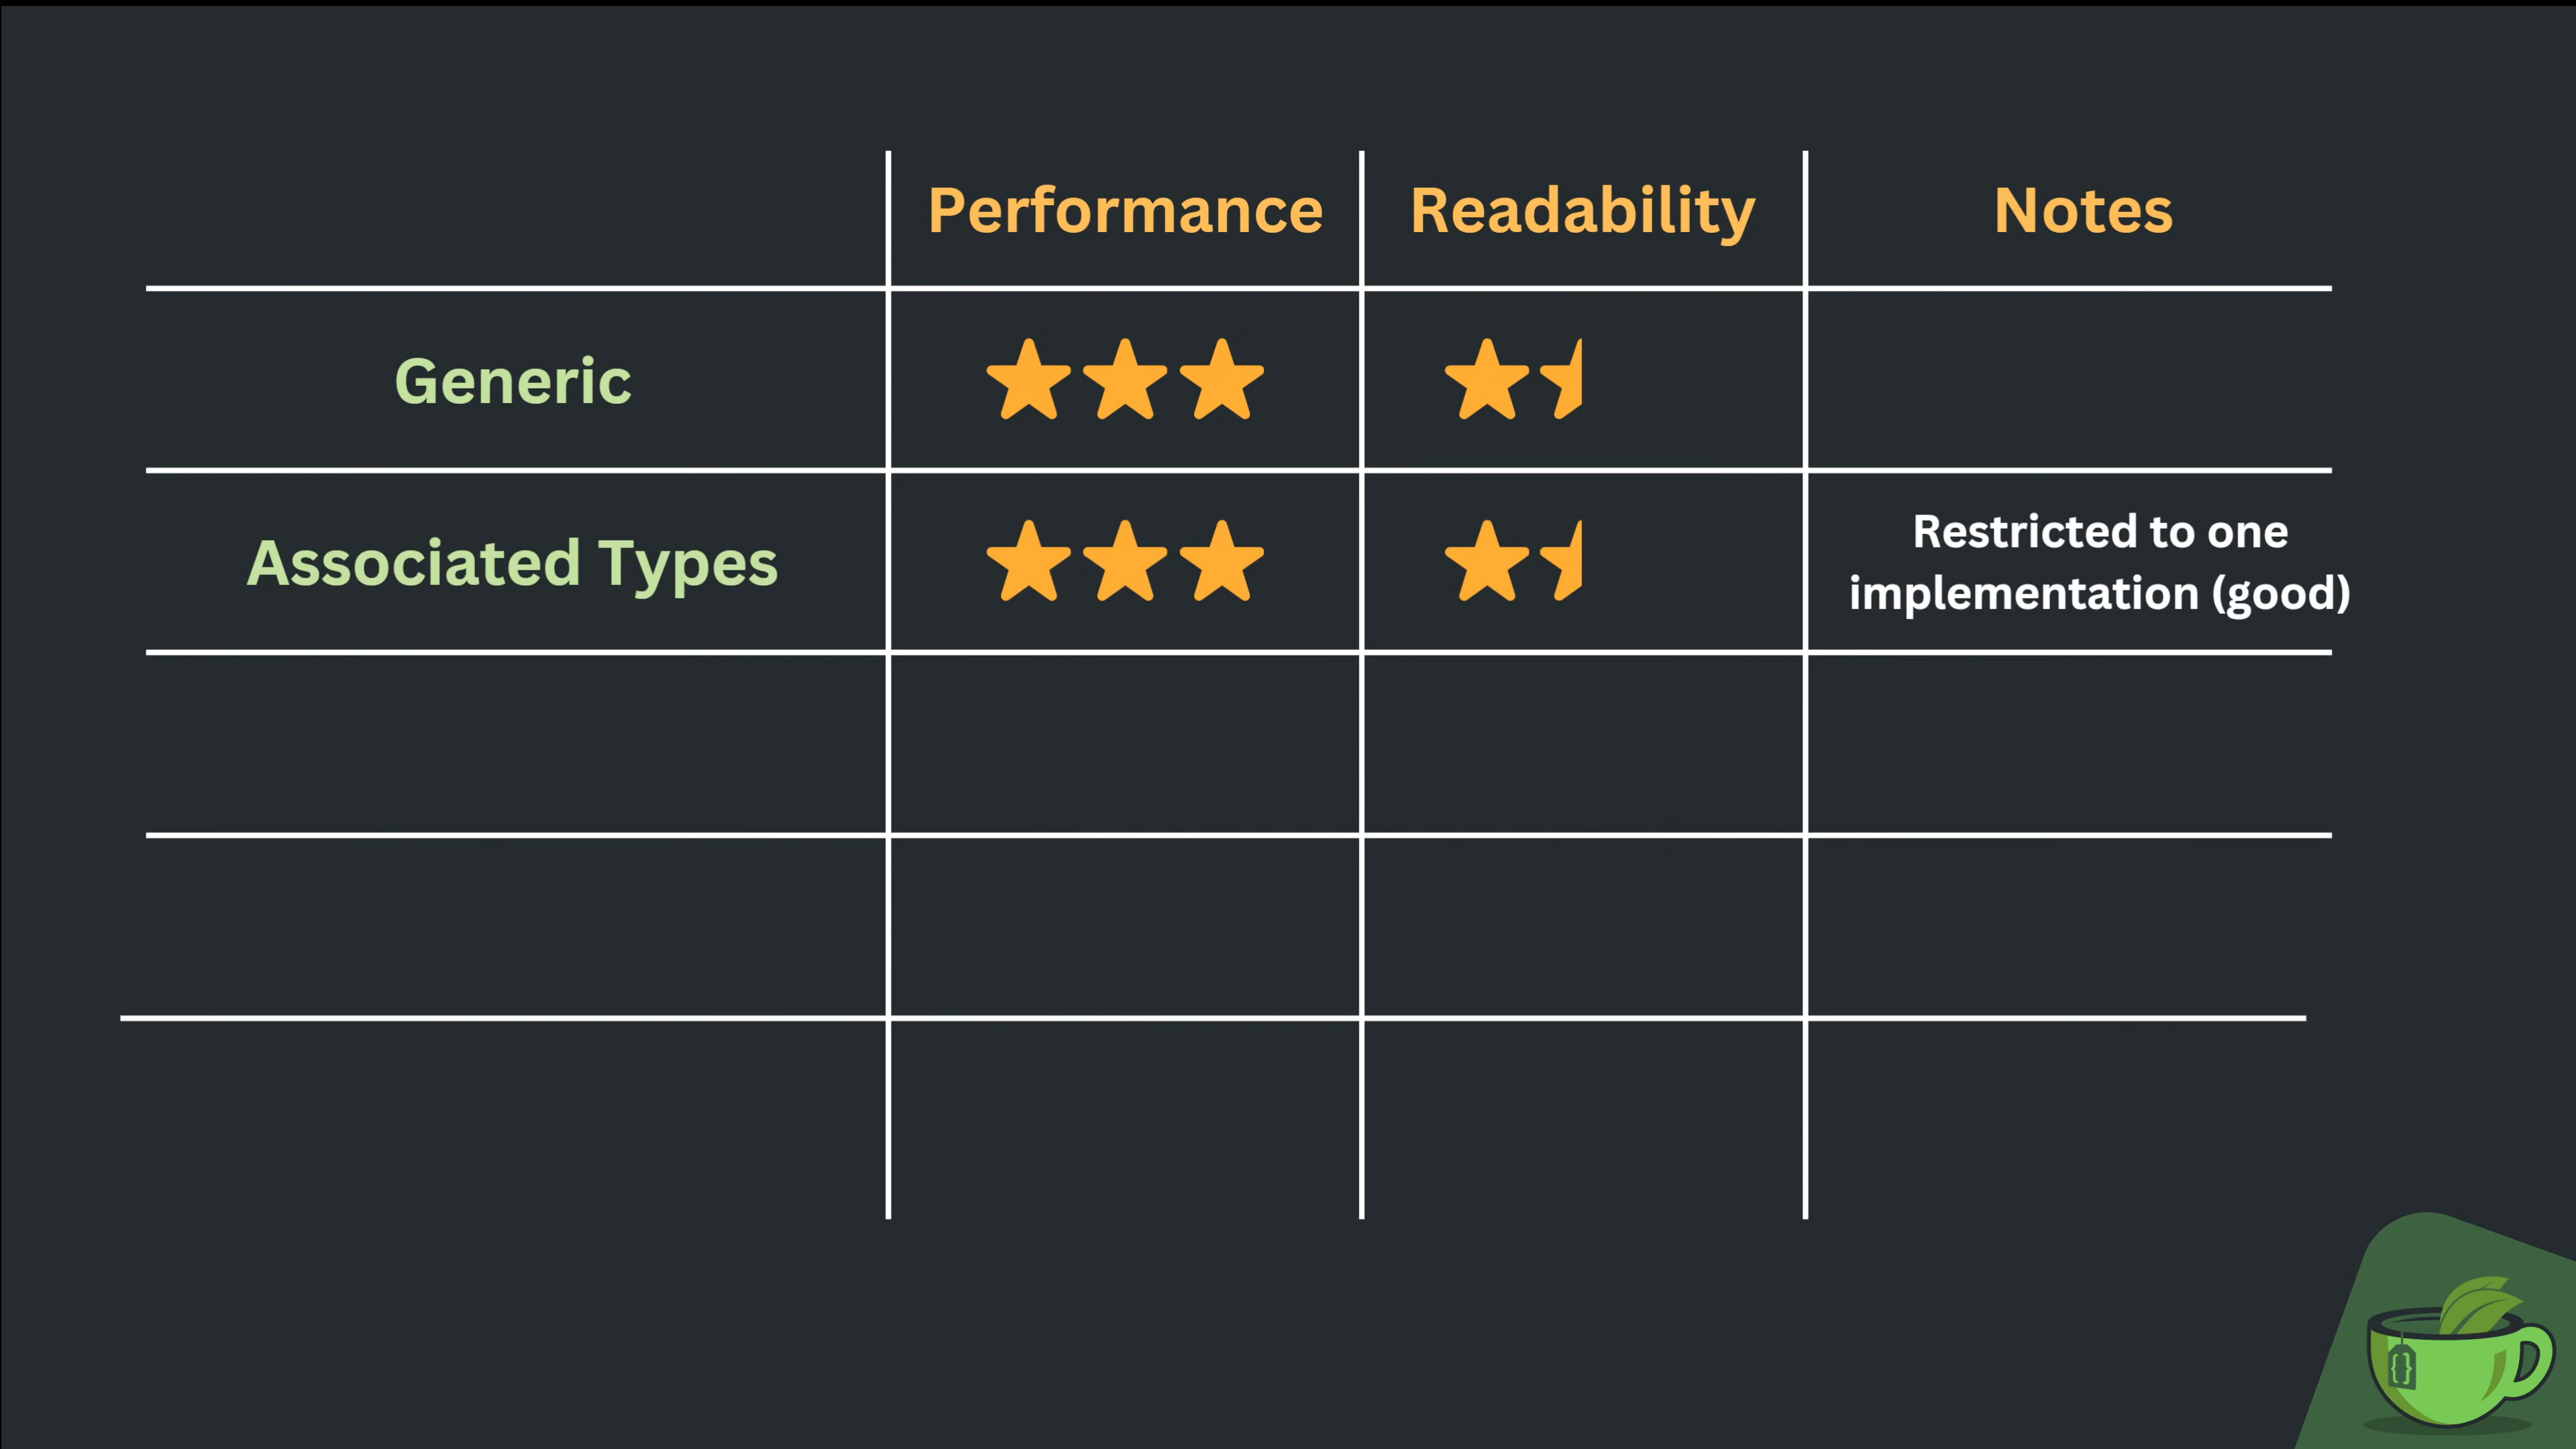 Performance
Readability
Notes
Generic
Associated Types
Restricted to one
implementation (good)
{}